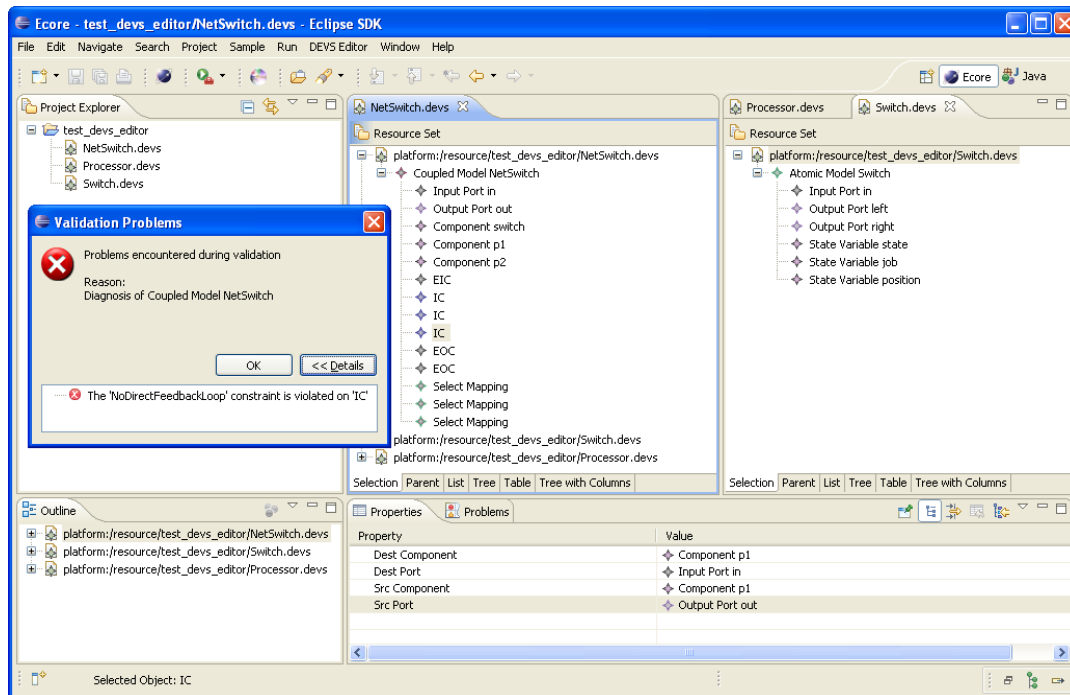 Ecore - test_devs_editor/NetSwitch.devs - Eclipse SDK
File Edit Navigate Search Project Sample Run DEVS Editor Window Help
Ecore Java
Project Explorer
test_devs_editor
NetSwitch.devs
Processor.devs
Switch.devs
Validation Problems
Problems encountered during validation
Reason:
Diagnosis of Coupled Model NetSwitch
OK << Details
The 'NoDirectFeedbackLoop' constraint is violated on 'IC'
NetSwitch.devs
Resource Set
platform:/resource/test_devs_editor/NetSwitch.devs
Coupled Model NetSwitch
Input Port in
Output Port out
Component switch
Component p1
Component p2
EIC
IC
IC
IC
EOC
EOC
Select Mapping
Select Mapping
Select Mapping
platform:/resource/test_devs_editor/Switch.devs
platform:/resource/test_devs_editor/Processor.devs
Selection Parent List Tree Table Tree with Columns
Processor.devs Switch.devs
Resource Set
platform:/resource/test_devs_editor/Switch.devs
Atomic Model Switch
Input Port in
Output Port left
Output Port right
State Variable state
State Variable job
State Variable position
Selection Parent List Tree Table Tree with Columns
Outline
platform:/resource/test_devs_editor/NetSwitch.devs
platform:/resource/test_devs_editor/Switch.devs
platform:/resource/test_devs_editor/Processor.devs
Properties Problems
Property Value
Dest Component Component p1
Dest Port Input Port in
Src Component Component p1
Src Port Output Port out
Selected Object: IC